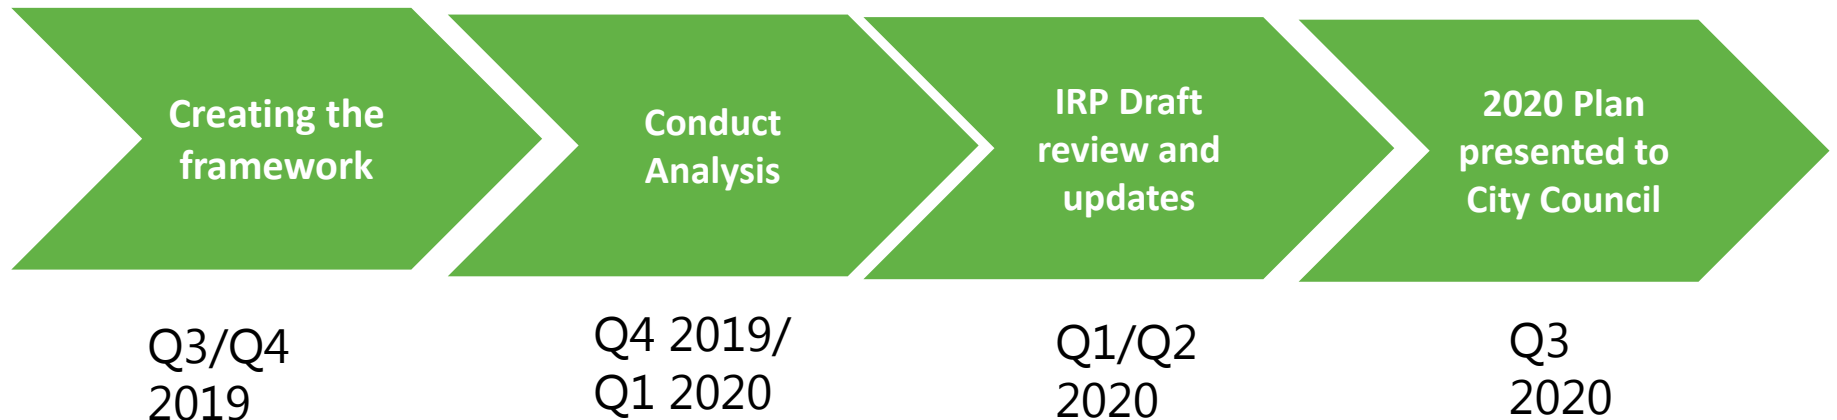 Creating the
framework
Conduct
Analysis
IRP Draft
review and
updates
2020 Plan
presented to
City Council
Q3/Q4
2019
Q4 2019/
Q1 2020
Q1/Q2
2020
Q3
2020